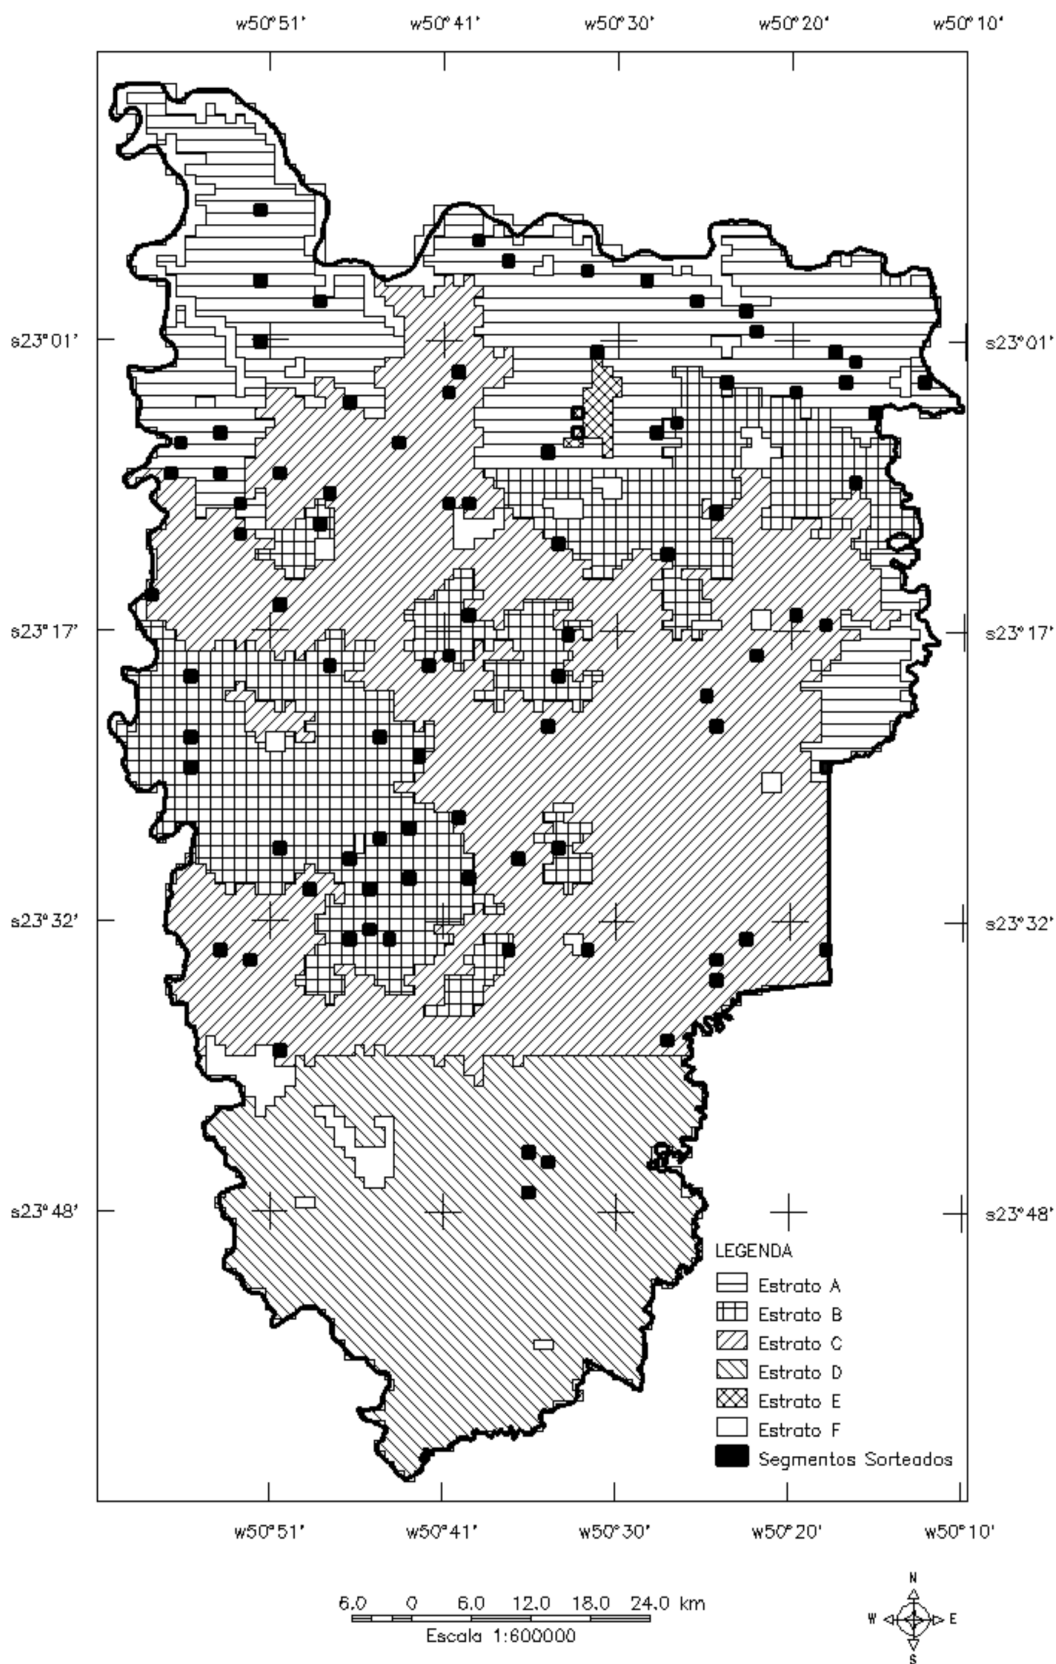 w50°51' w50°41' w50°30' w50°20' w50°10'
s23°01' s23°01'
s23°17' s23°17'
s23°32' s23°32'
s23°48' s23°48'
LEGENDA
Estrato A
Estrato B
Estrato C
Estrato D
Estrato E
Estrato F
Segmentos Sorteados
w50°51' w50°41' w50°30' w50°20' w50°10'
6.0 0 6.0 12.0 18.0 24.0 km
Escala 1:600000
N
W E
S